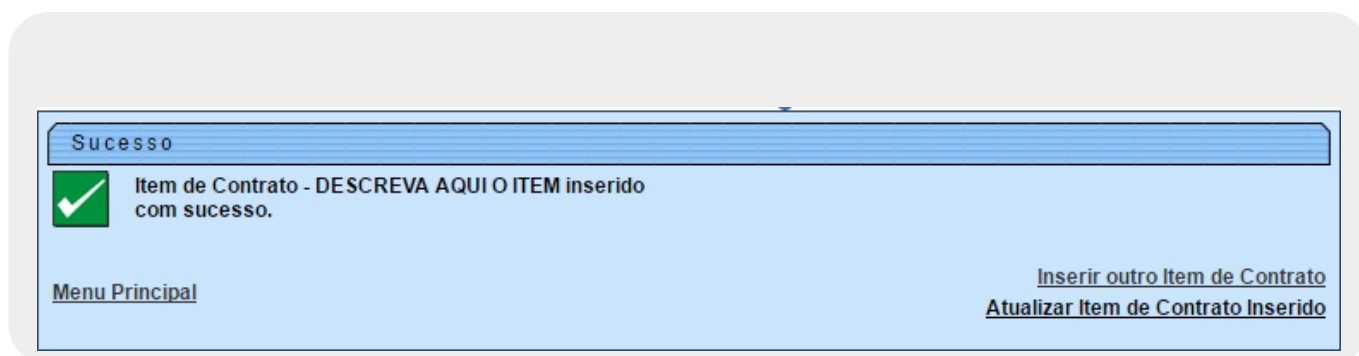 Sucesso
Item de Contrato - DESCREVA AQUI O ITEM inserido
com sucesso.
Menu Principal
Inserir outro Item de Contrato
Atualizar Item de Contrato Inserido